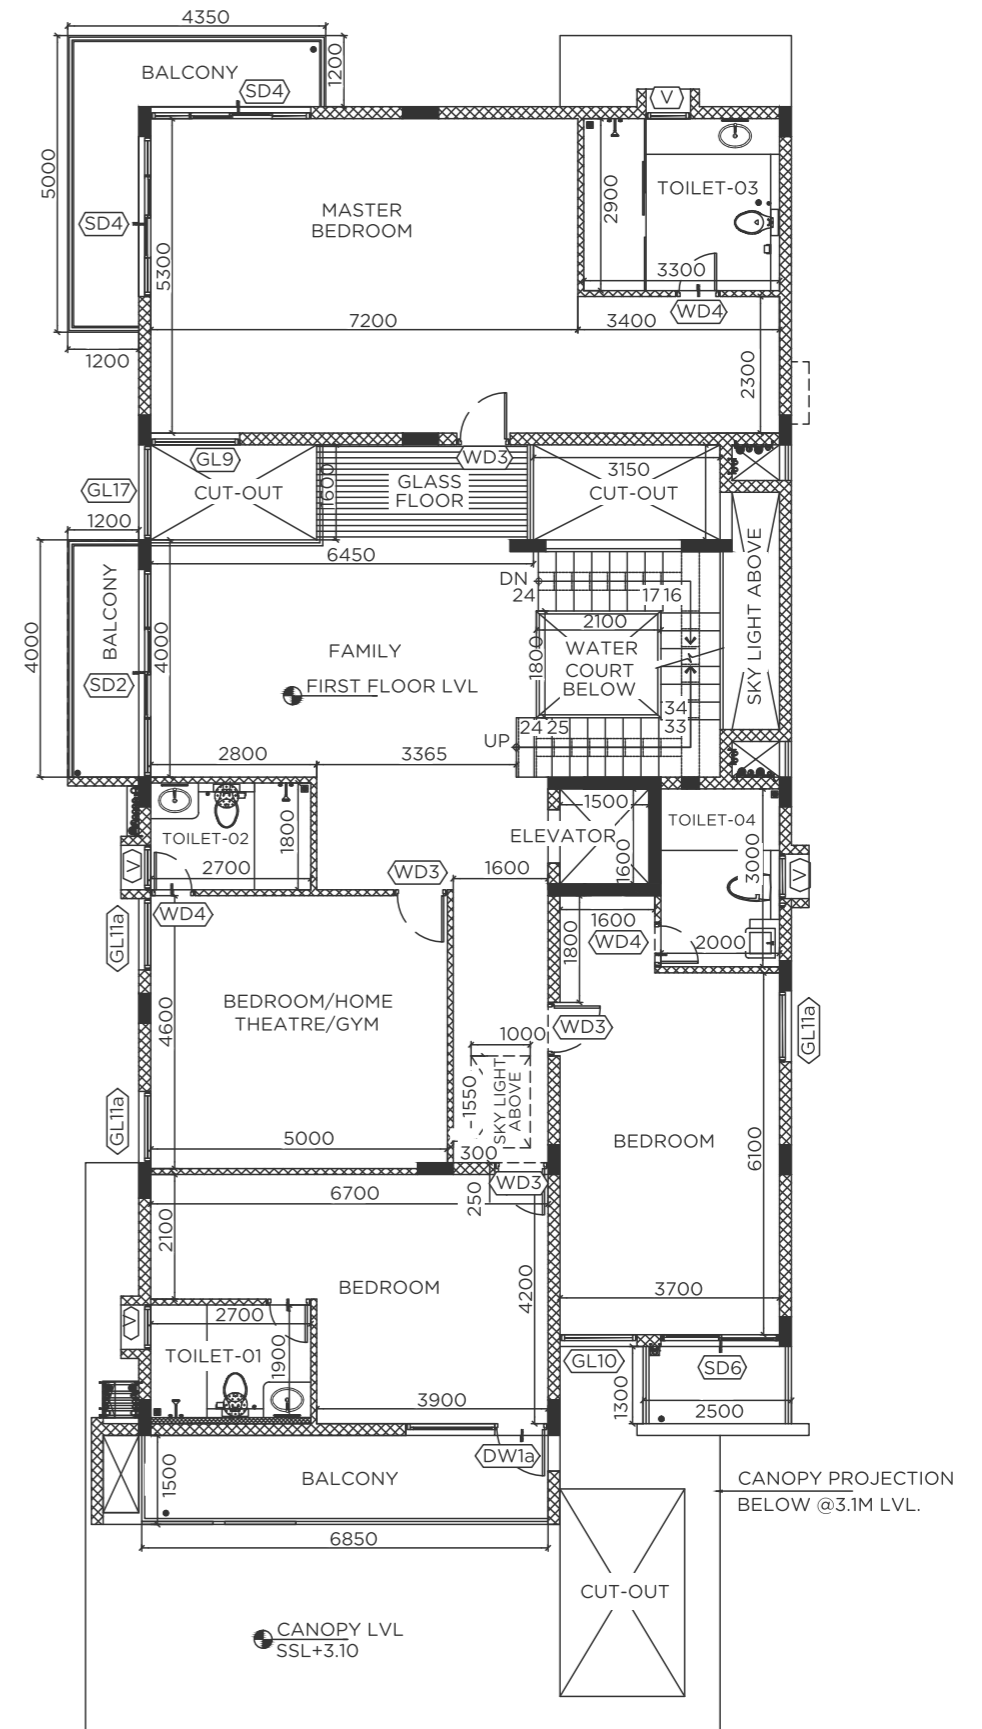 4350
BALCONY
SD4
1200
V
5000
SD4
MASTER
BEDROOM
2900
TOILET-03
5300
3300
WD4
7200
3400
1200
2300
WD3
GL9
GL17
CUT-OUT
1600
GLASS
FLOOR
3150
CUT-OUT
1200
6450
DN
24
17
16
BALCONY
4000
4000
SD2
FAMILY
FIRST FLOOR LVL
2100
1800
WATER
COURT
BELOW
SKY LIGHT ABOVE
34
33
24
25
UP
2800
3365
TOILET-02
1800
2700
V
1500
ELEVATOR
1600
TOILET-04
3000
V
WD3
1600
WD4
GL11a
1600
1800
WD4
2000
BEDROOM/HOME
THEATRE/GYM
4600
WD3
1000
GL11a
1550
SKY LIGHT
ABOVE
GL11a
5000
300
BEDROOM
6100
WD3
250
6700
2100
BEDROOM
4200
3700
V
2700
TOILET-01
1900
GL10
SD6
3900
1300
2500
DW1a
BALCONY
1500
6850
CANOPY PROJECTION
BELOW @3.1M LVL.
CUT-OUT
CANOPY LVL
SSL+3.10